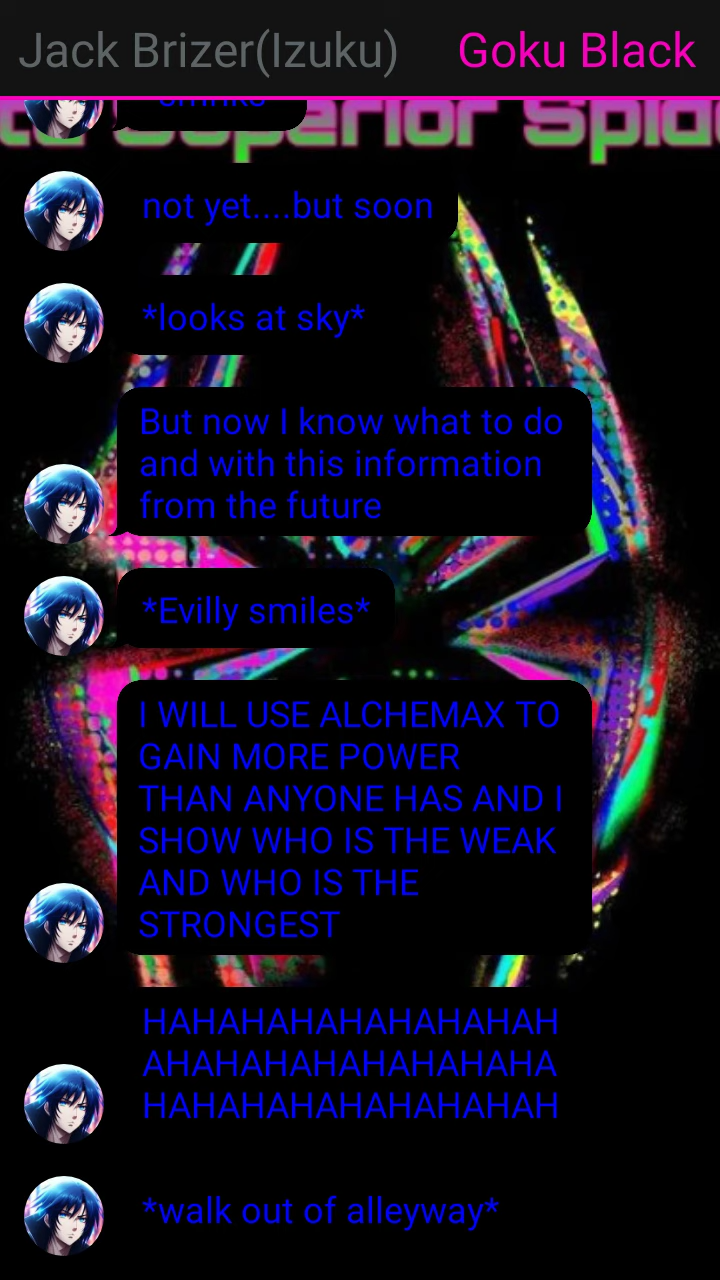 Jack Brizer(Izuku) Goku Black
Superior
not yet....but soon
*looks at sky*
But now I know what to do
and with this information
from the future
*Evilly smiles*
I WILL USE ALCHEMAX TO
GAIN MORE POWER
THAN ANYONE HAS AND I
SHOW WHO IS THE WEAK
AND WHO IS THE
STRONGEST
HAHAHAHAHAHAHAHAH
AHAHAHAHAHAHAHAHA
HAHAHAHAHAHAHAHAH
*walk out of alleyway*